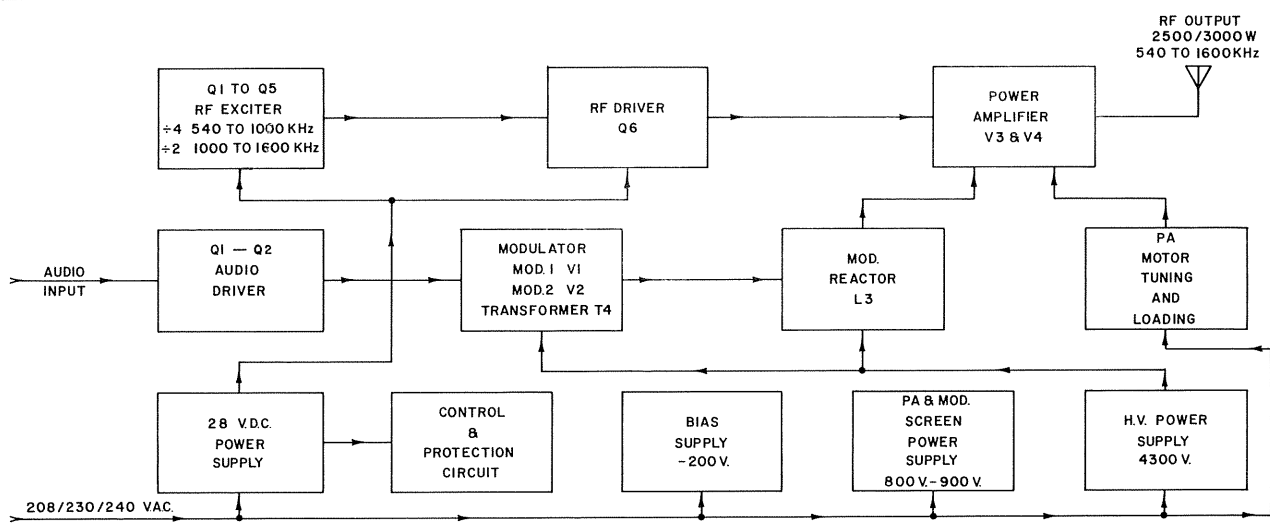 RF OUTPUT
2500/3000 W
540 TO 1600KHz
Q1 TO Q5
RF EXCITER
÷4 540 TO 1000 KHz
÷2 1000 TO 1600 KHz
RF DRIVER
Q6
POWER
AMPLIFIER
V3 & V4
AUDIO
INPUT
Q1 — Q2
AUDIO
DRIVER
MODULATOR
MOD. 1 V1
MOD. 2 V2
TRANSFORMER T4
MOD.
REACTOR
L3
PA
MOTOR
TUNING
AND
LOADING
28 V.D.C.
POWER
SUPPLY
CONTROL
&
PROTECTION
CIRCUIT
BIAS
SUPPLY
-200 V.
PA & MOD.
SCREEN
POWER
SUPPLY
800 V.-900 V.
H.V. POWER
SUPPLY
4300 V.
208/230/240 V.A.C.